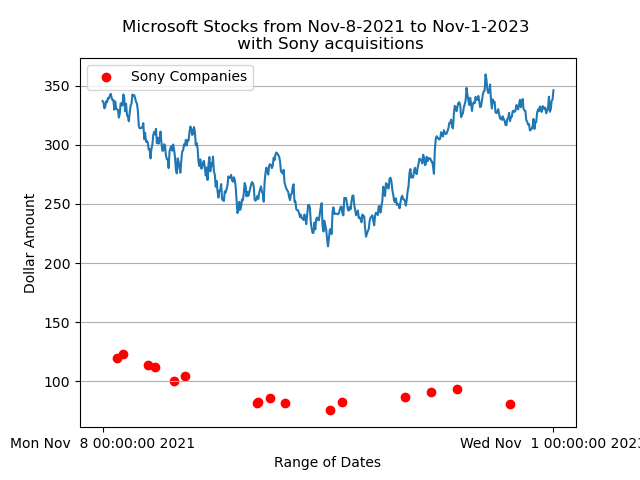 Microsoft Stocks from Nov-8-2021 to Nov-1-2023
with Sony acquisitions
Sony Companies
350
300
250
200
150
100
Dollar Amount
Mon Nov  8 00:00:00 2021
Wed Nov  1 00:00:00 2023
Range of Dates